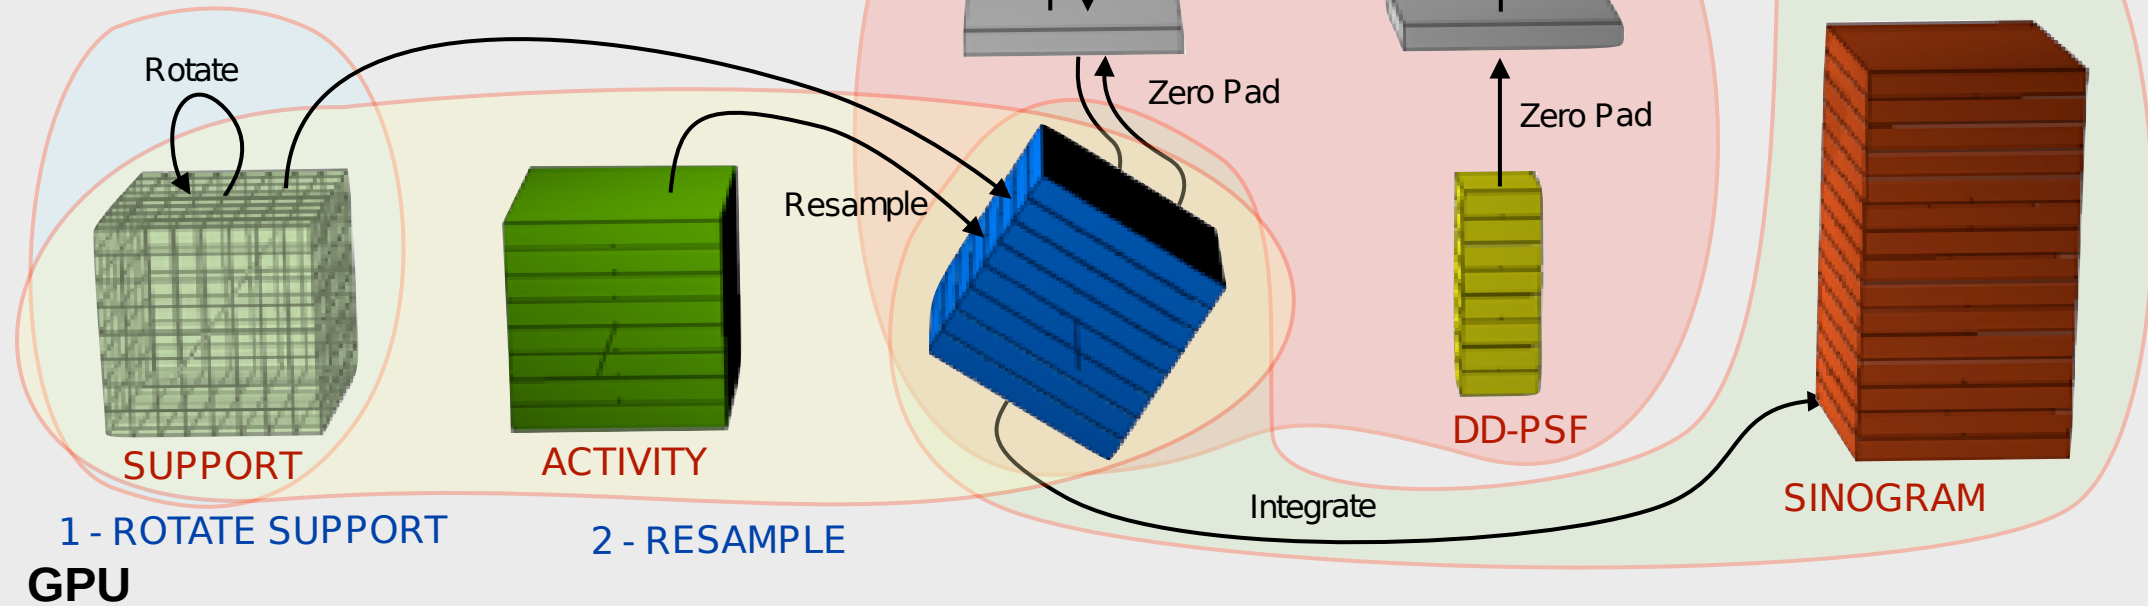 Rotate
Zero Pad
Zero Pad
Resample
SUPPORT
ACTIVITY
DD-PSF
SINOGRAM
Integrate
1 - ROTATE SUPPORT
2 - RESAMPLE
GPU